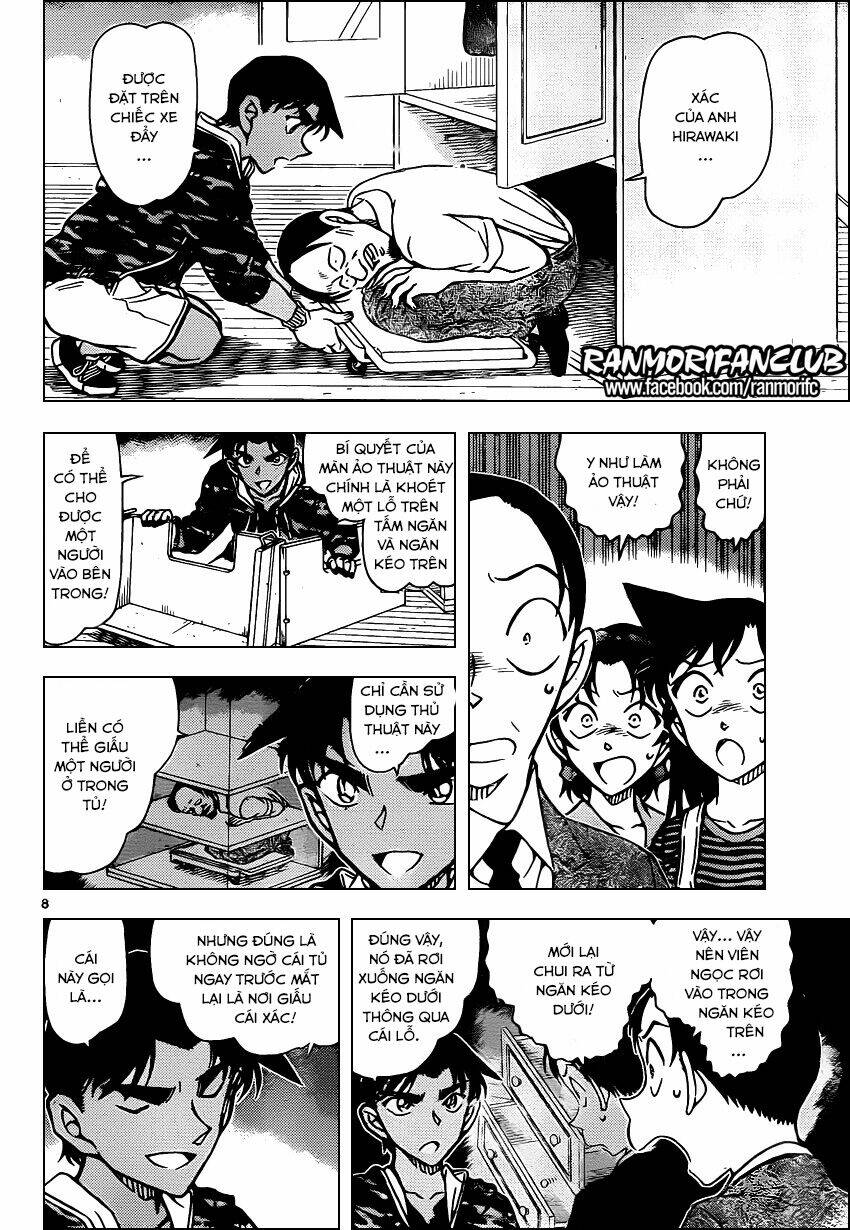 XÁC
CỦA ANH
HIRAWAKI
...
ĐƯỢC
ĐẶT TRÊN
CHIẾC XE
ĐẨY
...
RANMORIFANCLUB
www.facebook.com/ranmorifc
KHÔNG
PHẢI
CHỨ!
Y NHƯ LÀM
ẢO THUẬT
VẬY!
BÍ QUYẾT CỦA
MÀN ẢO THUẬT NÀY
CHÍNH LÀ KHOÉT
MỘT LỖ TRÊN
TẤM NGĂN
VÀ NGĂN
KÉO TRÊN
ĐỂ
CÓ THỂ
CHO
ĐƯỢC
MỘT
NGƯỜI
VÀO BÊN
TRONG!
CHỈ CẦN SỬ
DỤNG THỦ
THUẬT NÀY
...
LIỀN CÓ
THỂ GIẤU
MỘT NGƯỜI
Ở TRONG
TỦ!
8
VẬY... VẬY
NÊN VIÊN
NGỌC RƠI
VÀO TRONG
NGĂN KÉO
TRÊN
...
MỚI LẠI
CHUI RA TỪ
NGĂN KÉO
DƯỚI!
ĐÚNG VẬY,
NÓ ĐÃ RƠI
XUỐNG NGĂN
KÉO DƯỚI
THÔNG QUA
CÁI LỖ.
NHƯNG ĐÚNG LÀ
KHÔNG NGỜ CÁI TỦ
NGAY TRƯỚC MẮT
LẠI LÀ NƠI GIẤU
CÁI XÁC!
CÁI
NÀY GỌI
LÀ...